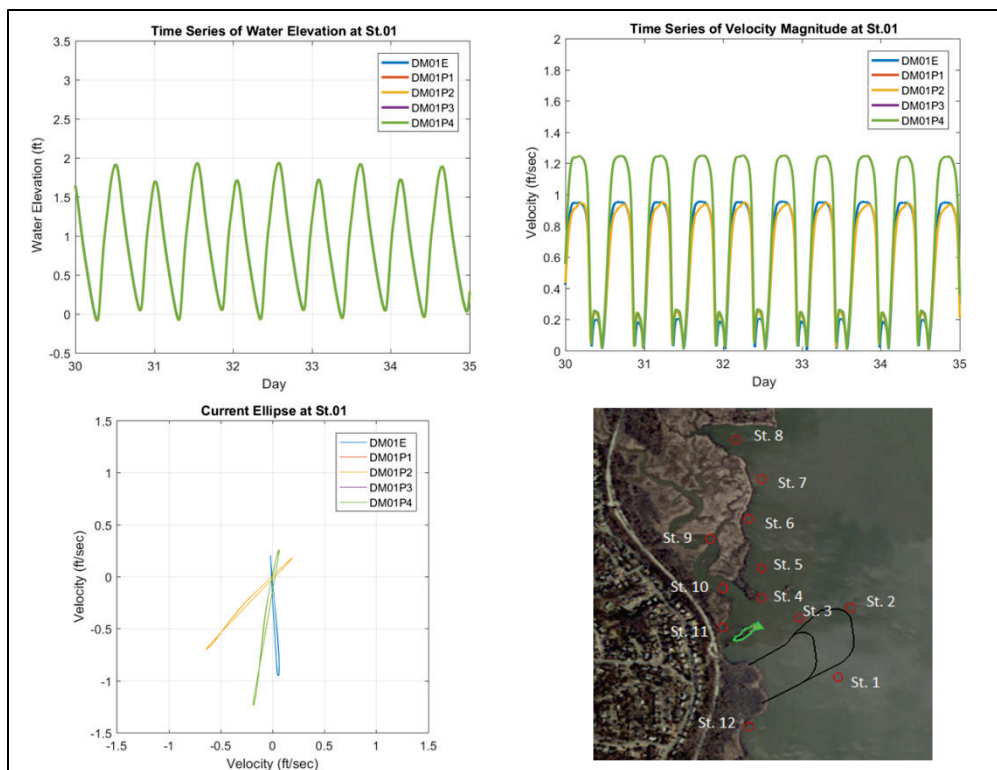 Time Series of Water Elevation at St.01
3.5
3
2.5
2
1.5
1
0.5
0
-0.5
Water Elevation (ft)
DM01E
DM01P1
DM01P2
DM01P3
DM01P4
30 31 32 33 34 35
Day
Time Series of Velocity Magnitude at St.01
2
1.8
1.6
1.4
1.2
1
0.8
0.6
0.4
0.2
0
Velocity (ft/sec)
DM01E
DM01P1
DM01P2
DM01P3
DM01P4
30 31 32 33 34 35
Day
Current Ellipse at St.01
1.5
1
0.5
0
-0.5
-1
-1.5
Velocity (ft/sec)
DM01E
DM01P1
DM01P2
DM01P3
DM01P4
-1.5 -1 -0.5 0 0.5 1 1.5
Velocity (ft/sec)
St. 8
St. 7
St. 6
St. 9
St. 5
St. 10
St. 4
St. 2
St. 3
St. 11
St. 1
St. 12